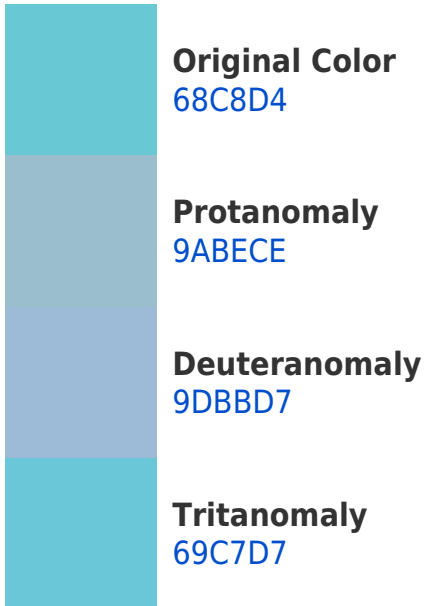 Original Color
68C8D4
Protanomaly
9ABECE
Deuteranomaly
9DBBD7
Tritanomaly
69C7D7